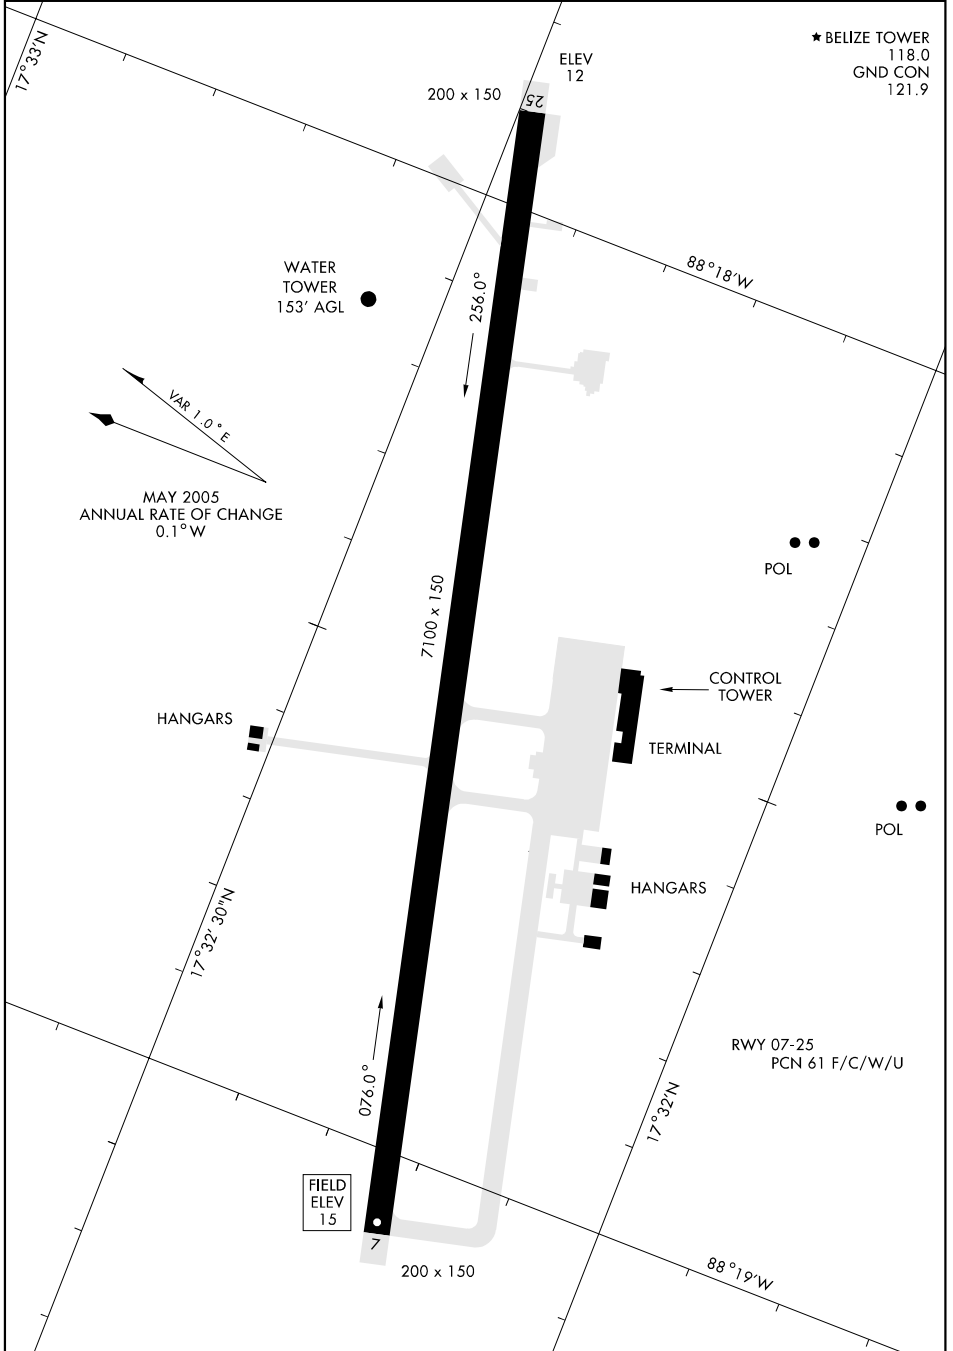 17°33'N
ELEV
12
★ BELIZE TOWER
118.0
GND CON
121.9
200 x 150
25
88°18'W
WATER
TOWER
153' AGL
256.0°
VAR 1.0°E
MAY 2005
ANNUAL RATE OF CHANGE
0.1°W
POL
7100 x 150
CONTROL
TOWER
HANGARS
TERMINAL
POL
HANGARS
17°32' 30"N
RWY 07-25
PCN 61 F/C/W/U
076.0°
17°32'N
FIELD
ELEV
15
7
200 x 150
88°19'W